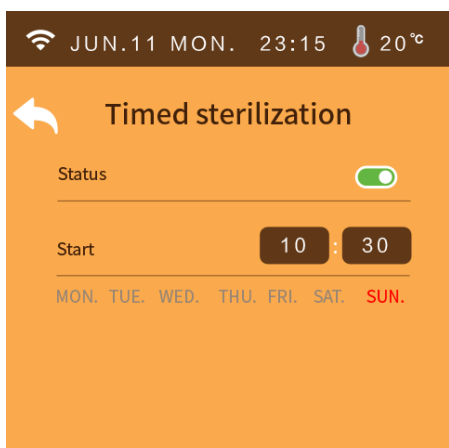 JUN.11 MON. 23:15 20℃
Timed sterilization
Status
Start 10 : 30
MON. TUE. WED. THU. FRI. SAT. SUN.